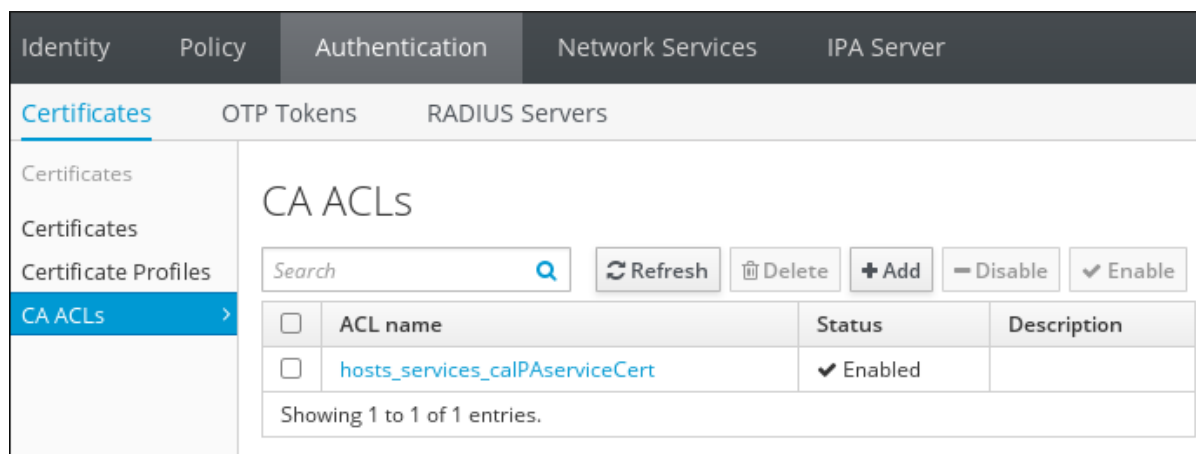 Identity Policy Authentication Network Services IPA Server
Certificates OTP Tokens RADIUS Servers
Certificates
Certificates
Certificate Profiles
CA ACLs
CA ACLs
Search Refresh Delete Add Disable Enable
ACL name Status Description
hosts_services_caIPAserviceCert Enabled
Showing 1 to 1 of 1 entries.